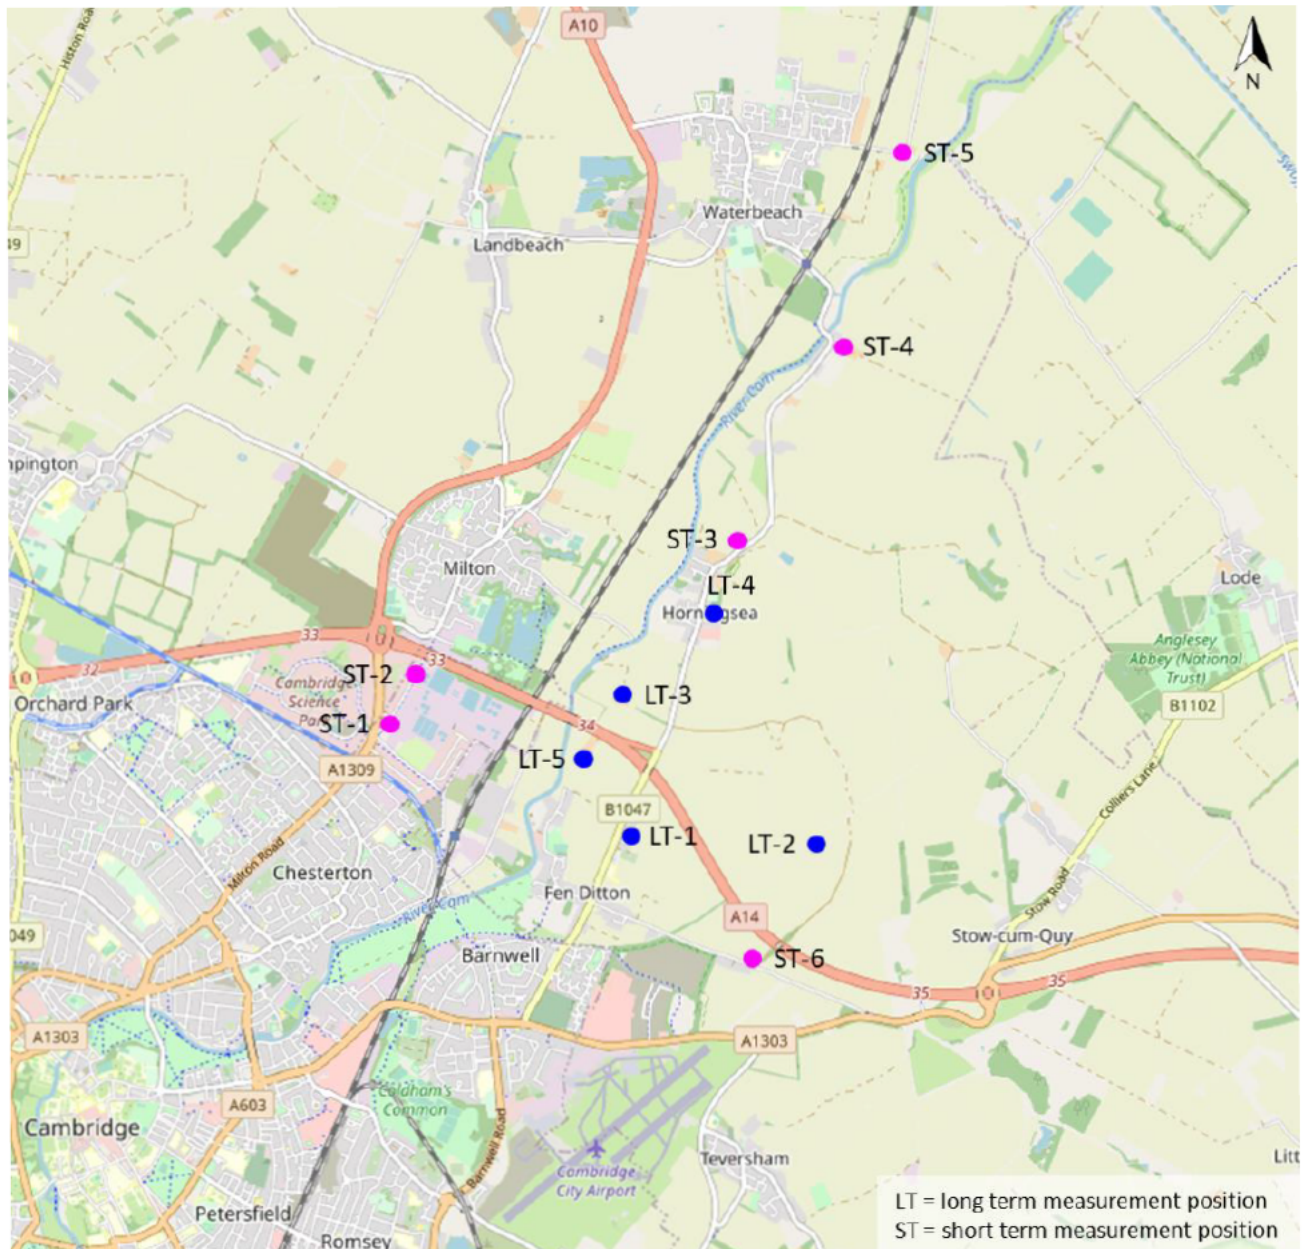 Histon Road
A10
N
ST-5
Swa
Waterbeach
49
Landbeach
ST-4
River Cam
mpington
ST-3
Milton
LT-4
Lode
Horningsea
33
Anglesey
Abbey (National
Trust)
32
33
ST-2
Cambridge
Science
Park
LT-3
Orchard Park
B1102
ST-1
34
LT-5
A1309
Colliers Lane
B1047
LT-1
LT-2
Milton Road
Chesterton
Fen Ditton
Stow Road
River Cam
A14
049
Barnwell
Stow-cum-Quy
ST-6
35
35
A1303
A1303
Coldham's
Common
A603
Cambridge
Barnwell Road
Teversham
Litt
Cambridge
City Airport
LT = long term measurement position
Petersfield
ST = short term measurement position
Romsey